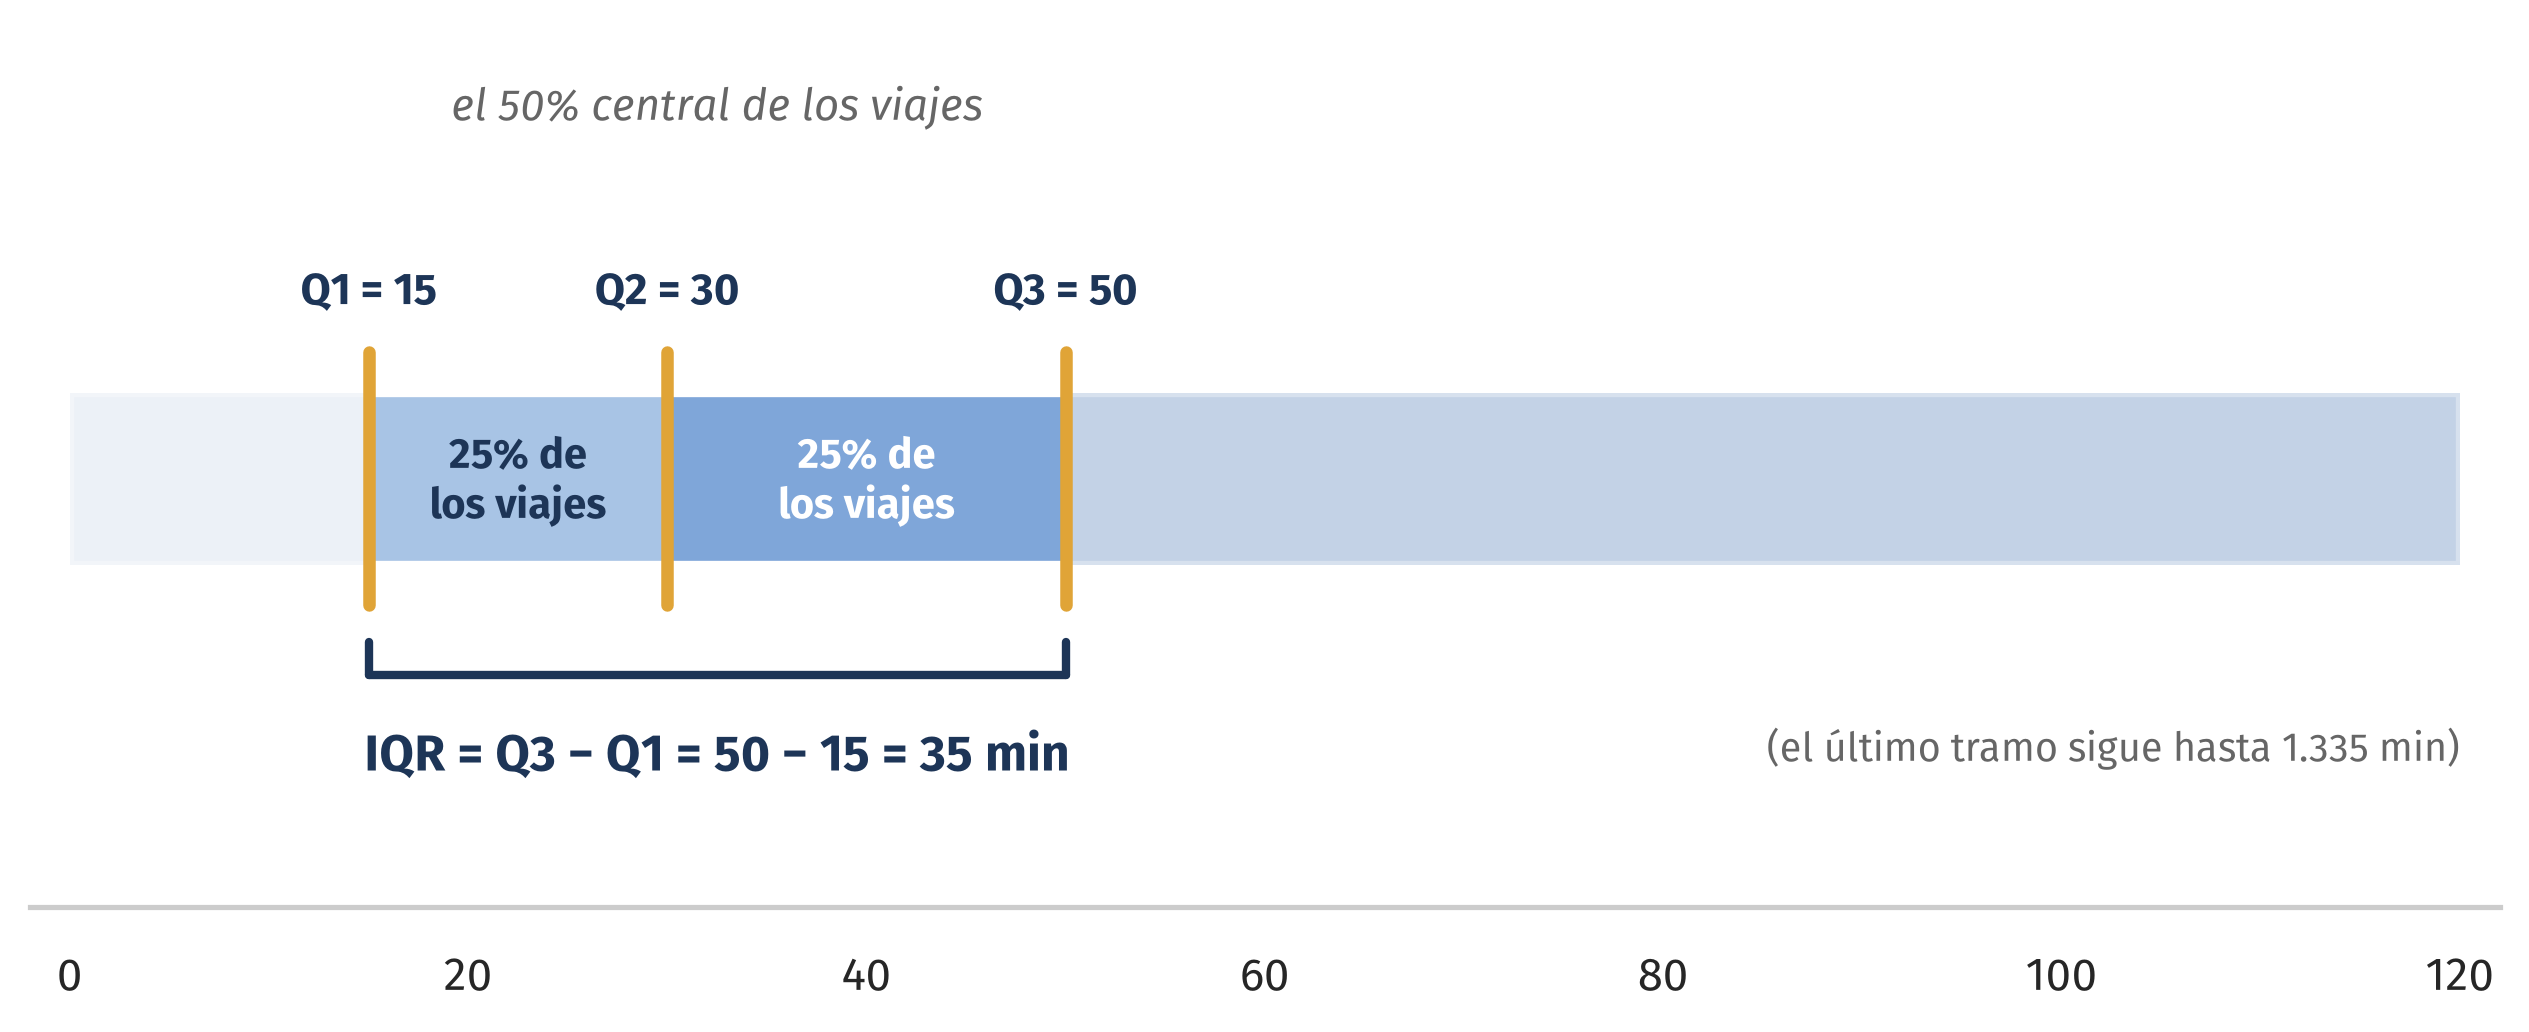 el 50% central de los viajes
Q1 = 15
Q2 = 30
Q3 = 50
25% de
los viajes
25% de
los viajes
IQR = Q3 − Q1 = 50 − 15 = 35 min
(el último tramo sigue hasta 1.335 min)
0
20
40
60
80
100
120